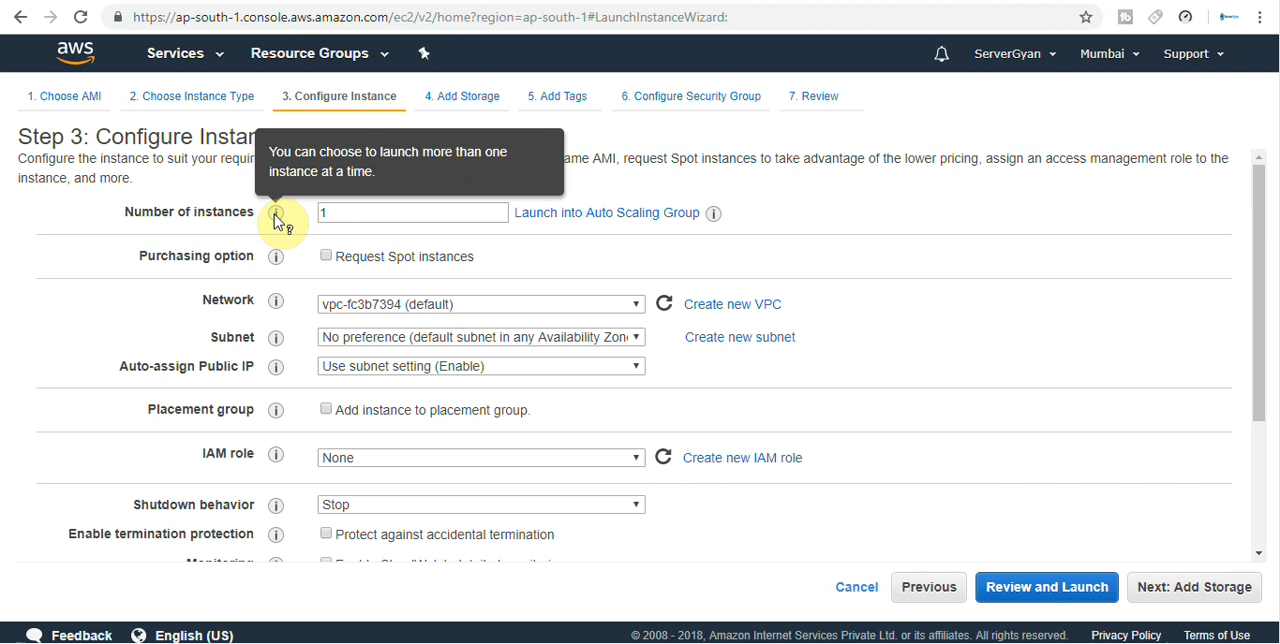 https://ap-south-1.console.aws.amazon.com/ec2/v2/home?region=ap-south-1#LaunchInstanceWizard:
aws Services Resource Groups ServerGyan Mumbai Support
1. Choose AMI 2. Choose Instance Type 3. Configure Instance 4. Add Storage 5. Add Tags 6. Configure Security Group 7. Review
Step 3: Configure Instan
You can choose to launch more than one
instance at a time.
Configure the instance to suit your requir ame AMI, request Spot instances to take advantage of the lower pricing, assign an access management role to the
instance, and more.
Number of instances 1 Launch into Auto Scaling Group
Purchasing option Request Spot instances
Network vpc-fc3b7394 (default) Create new VPC
Subnet No preference (default subnet in any Availability Zon Create new subnet
Auto-assign Public IP Use subnet setting (Enable)
Placement group Add instance to placement group.
IAM role None Create new IAM role
Shutdown behavior Stop
Enable termination protection Protect against accidental termination
Cancel Previous Review and Launch Next: Add Storage
Feedback English (US) © 2008 - 2018, Amazon Internet Services Private Ltd. or its affiliates. All rights reserved. Privacy Policy Terms of Use